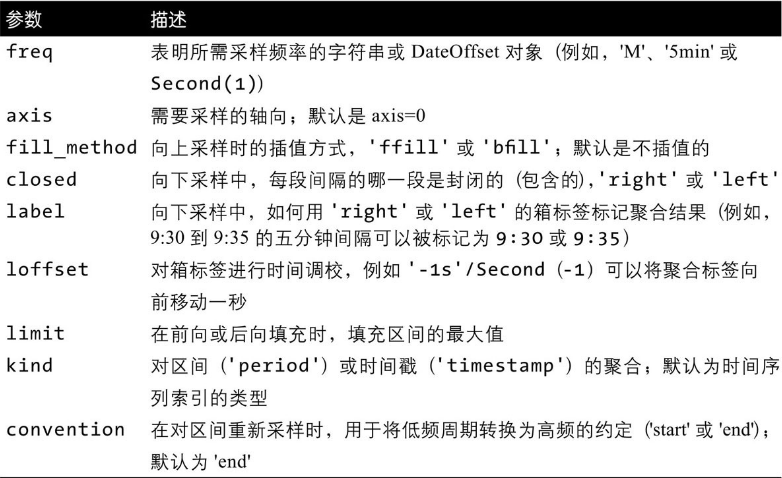 参数 描述
freq 表明所需采样频率的字符串或 DateOffset 对象（例如，'M'、'5min' 或
Second(1)）
axis 需要采样的轴向；默认是 axis=0
fill_method 向上采样时的插值方式，'ffill' 或 'bfill'；默认是不插值的
closed 向下采样中，每段间隔的哪一段是封闭的（包含的），'right' 或 'left'
label 向下采样中，如何用 'right' 或 'left' 的箱标签标记聚合结果（例如，
9:30 到 9:35 的五分钟间隔可以被标记为 9:30 或 9:35）
loffset 对箱标签进行时间调校，例如 '-1s'/Second（-1）可以将聚合标签向
前移动一秒
limit 在前向或后向填充时，填充区间的最大值
kind 对区间（'period'）或时间戳（'timestamp'）的聚合；默认为时间序
列索引的类型
convention 在对区间重新采样时，用于将低频周期转换为高频的约定（'start' 或 'end'）；
默认为 'end'